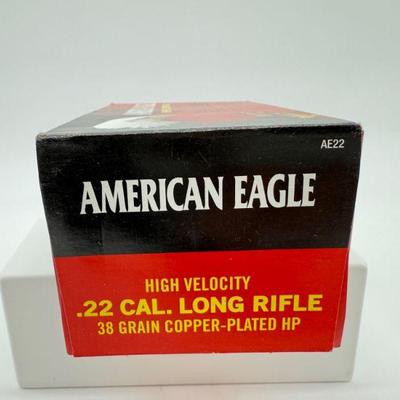 AE22
AMERICAN EAGLE
HIGH VELOCITY
.22 CAL. LONG RIFLE
38 GRAIN COPPER-PLATED HP